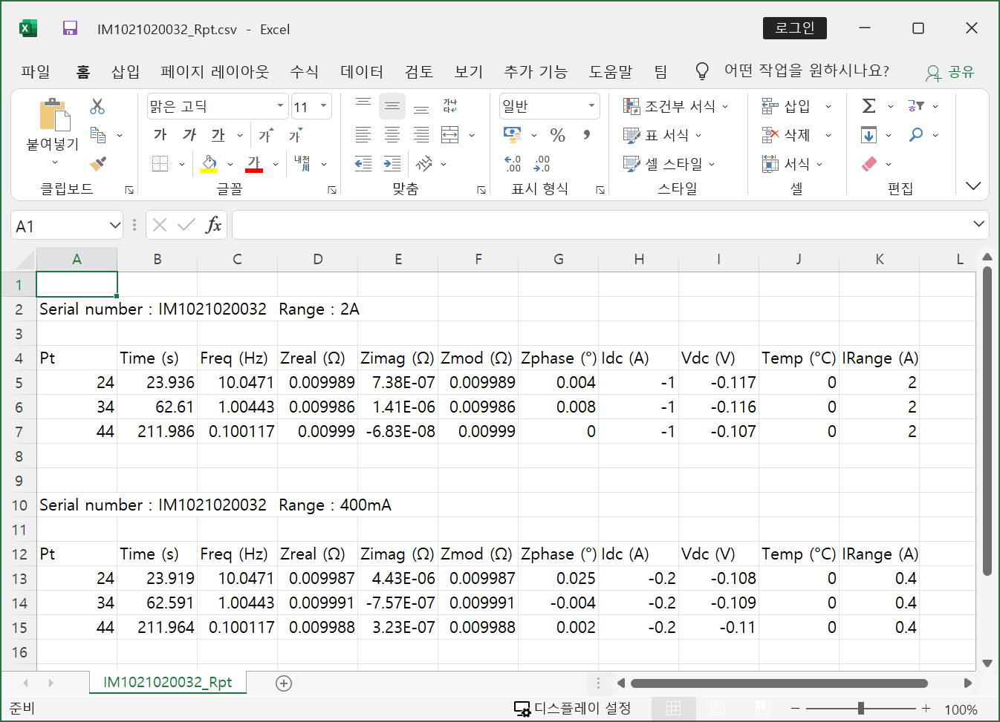 IM1021020032_Rpt.csv - Excel
로그인
파일 홈 삽입 페이지 레이아웃 수식 데이터 검토 보기 추가 기능 도움말 팀 어떤 작업을 원하시나요? 공유
붙여넣기
클립보드
맑은 고딕 11
가 가 가 가 가
가 내천
글꼴
가나다
맞춤
일반
% ,
←.0 .00 .00 →.0
표시 형식
조건부 서식
표 서식
셀 스타일
스타일
삽입
삭제
서식
셀
Σ
편집
A1 fx
A B C D E F G H I J K L
1
2 Serial number : IM1021020032 Range : 2A
3
4 Pt Time (s) Freq (Hz) Zreal (Ω) Zimag (Ω) Zmod (Ω) Zphase (°) Idc (A) Vdc (V) Temp (°C) IRange (A)
5 24 23.936 10.0471 0.009989 7.38E-07 0.009989 0.004 -1 -0.117 0 2
6 34 62.61 1.00443 0.009986 1.41E-06 0.009986 0.008 -1 -0.116 0 2
7 44 211.986 0.100117 0.00999 -6.83E-08 0.00999 0 -1 -0.107 0 2
8
9
10 Serial number : IM1021020032 Range : 400mA
11
12 Pt Time (s) Freq (Hz) Zreal (Ω) Zimag (Ω) Zmod (Ω) Zphase (°) Idc (A) Vdc (V) Temp (°C) IRange (A)
13 24 23.919 10.0471 0.009987 4.43E-06 0.009987 0.025 -0.2 -0.108 0 0.4
14 34 62.591 1.00443 0.009991 -7.57E-07 0.009991 -0.004 -0.2 -0.109 0 0.4
15 44 211.964 0.100117 0.009988 3.23E-07 0.009988 0.002 -0.2 -0.11 0 0.4
16
IM1021020032_Rpt
준비 디스플레이 설정 - + 100%